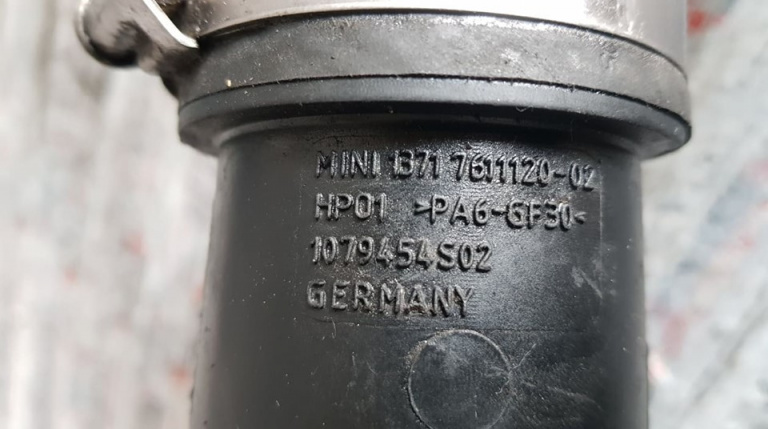 MINI 1371 7611120-02
HP01 >PA6-GF30<
1079454S02
GERMANY